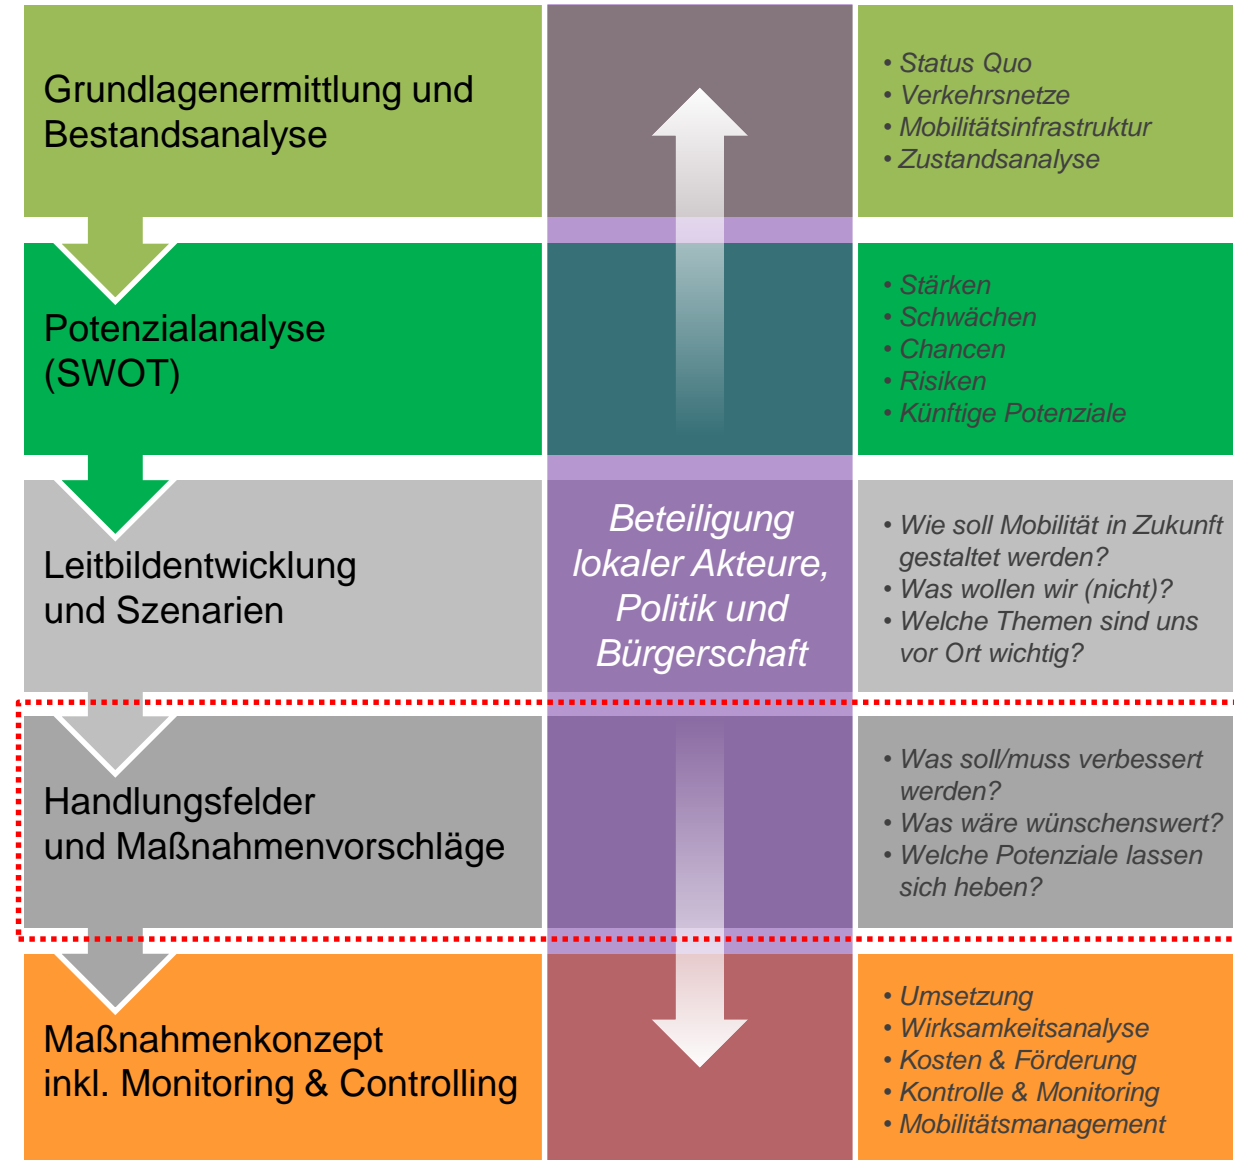 Grundlagenermittlung und
Bestandsanalyse
• Status Quo
• Verkehrsnetze
• Mobilitätsinfrastruktur
• Zustandsanalyse
Potenzialanalyse
(SWOT)
• Stärken
• Schwächen
• Chancen
• Risiken
• Künftige Potenziale
Leitbildentwicklung
und Szenarien
Beteiligung
lokaler Akteure,
Politik und
Bürgerschaft
• Wie soll Mobilität in Zukunft
gestaltet werden?
• Was wollen wir (nicht)?
• Welche Themen sind uns
vor Ort wichtig?
Handlungsfelder
und Maßnahmenvorschläge
• Was soll/muss verbessert
werden?
• Was wäre wünschenswert?
• Welche Potenziale lassen
sich heben?
Maßnahmenkonzept
inkl. Monitoring & Controlling
• Umsetzung
• Wirksamkeitsanalyse
• Kosten & Förderung
• Kontrolle & Monitoring
• Mobilitätsmanagement